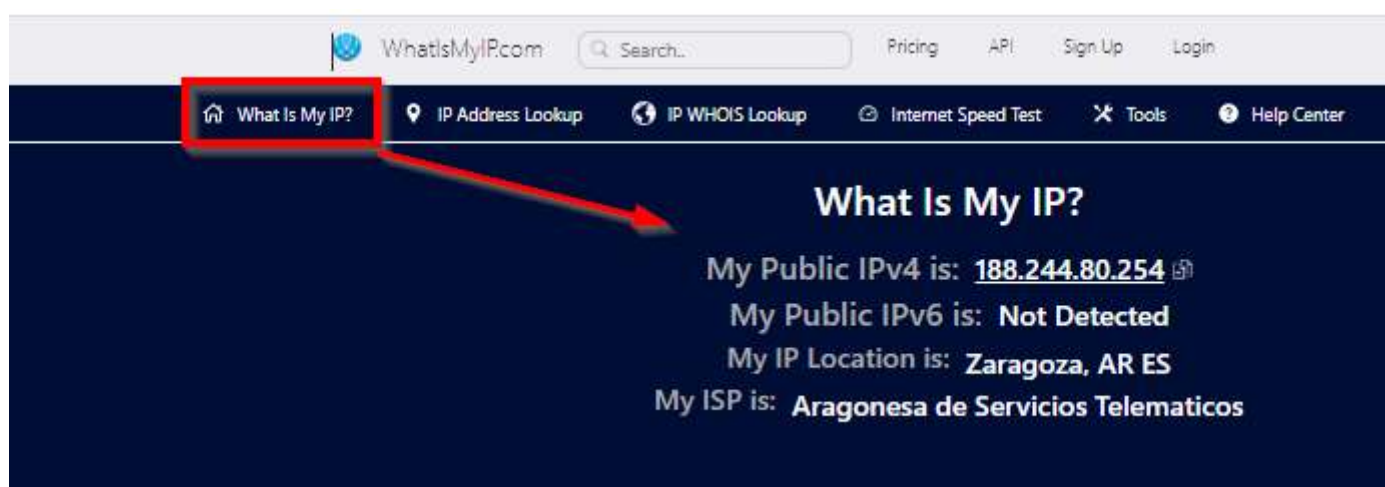 WhatIsMyIP.com Search.. Pricing API Sign Up Login
What Is My IP? IP Address Lookup IP WHOIS Lookup Internet Speed Test Tools Help Center
What Is My IP?
My Public IPv4 is: 188.244.80.254
My Public IPv6 is: Not Detected
My IP Location is: Zaragoza, AR ES
My ISP is: Aragonesa de Servicios Telematicos